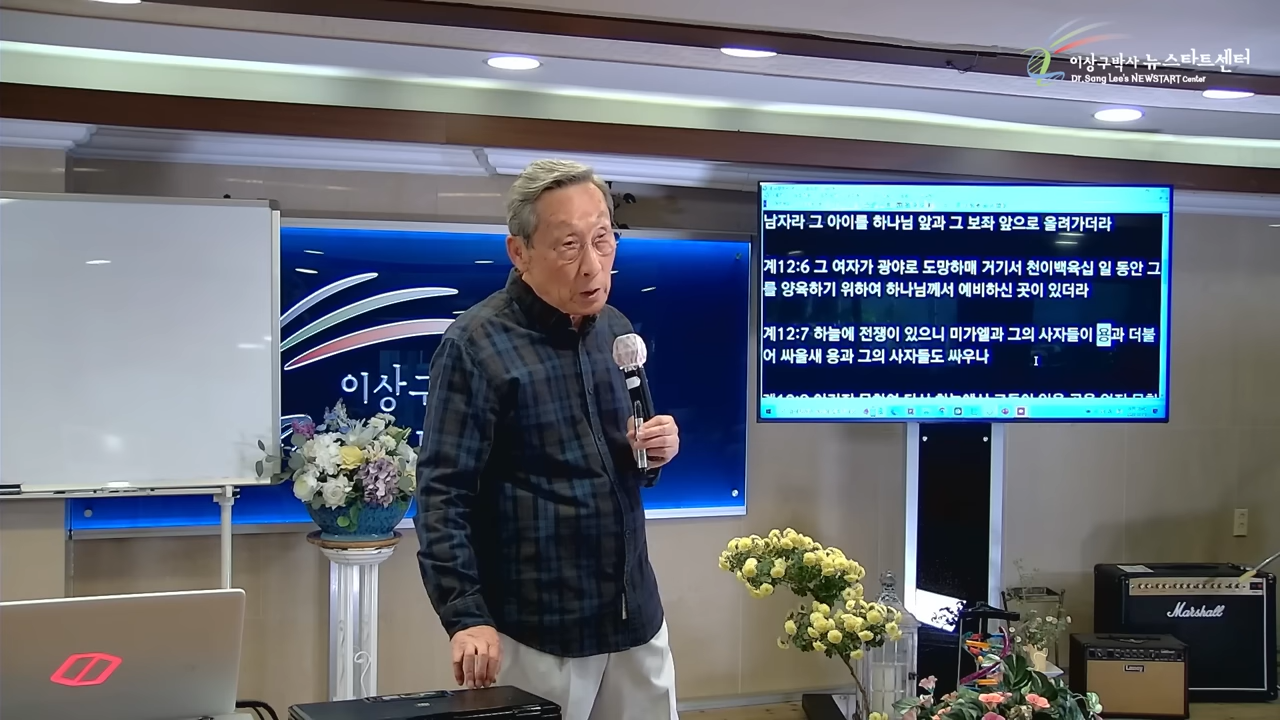 이상구박사 뉴스타트센터
Dr. Sang Lee's NEWSTART Center
남자라 그 아이를 하나님 앞과 그 보좌 앞으로 올려가더라
계12:6 그 여자가 광야로 도망하매 거기서 천이백육십 일 동안 그
를 양육하기 위하여 하나님께서 예비하신 곳이 있더라
계12:7 하늘에 전쟁이 있으니 미가엘과 그의 사자들이 용과 더불
어 싸울새 용과 그의 사자들도 싸우나
이상구
Marshall
Laney